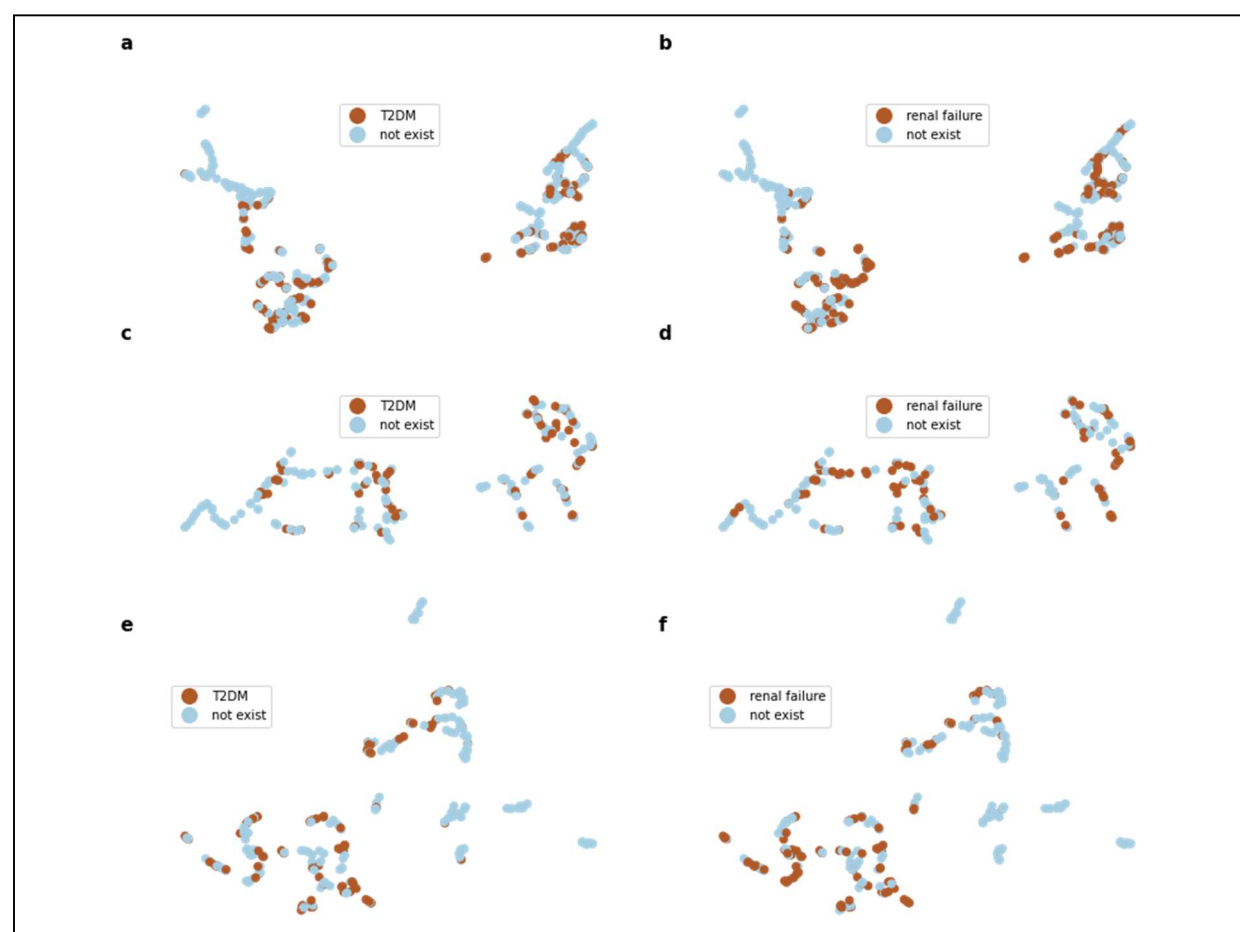 a
b
T2DM
not exist
renal failure
not exist
c
d
T2DM
not exist
renal failure
not exist
e
f
T2DM
not exist
renal failure
not exist